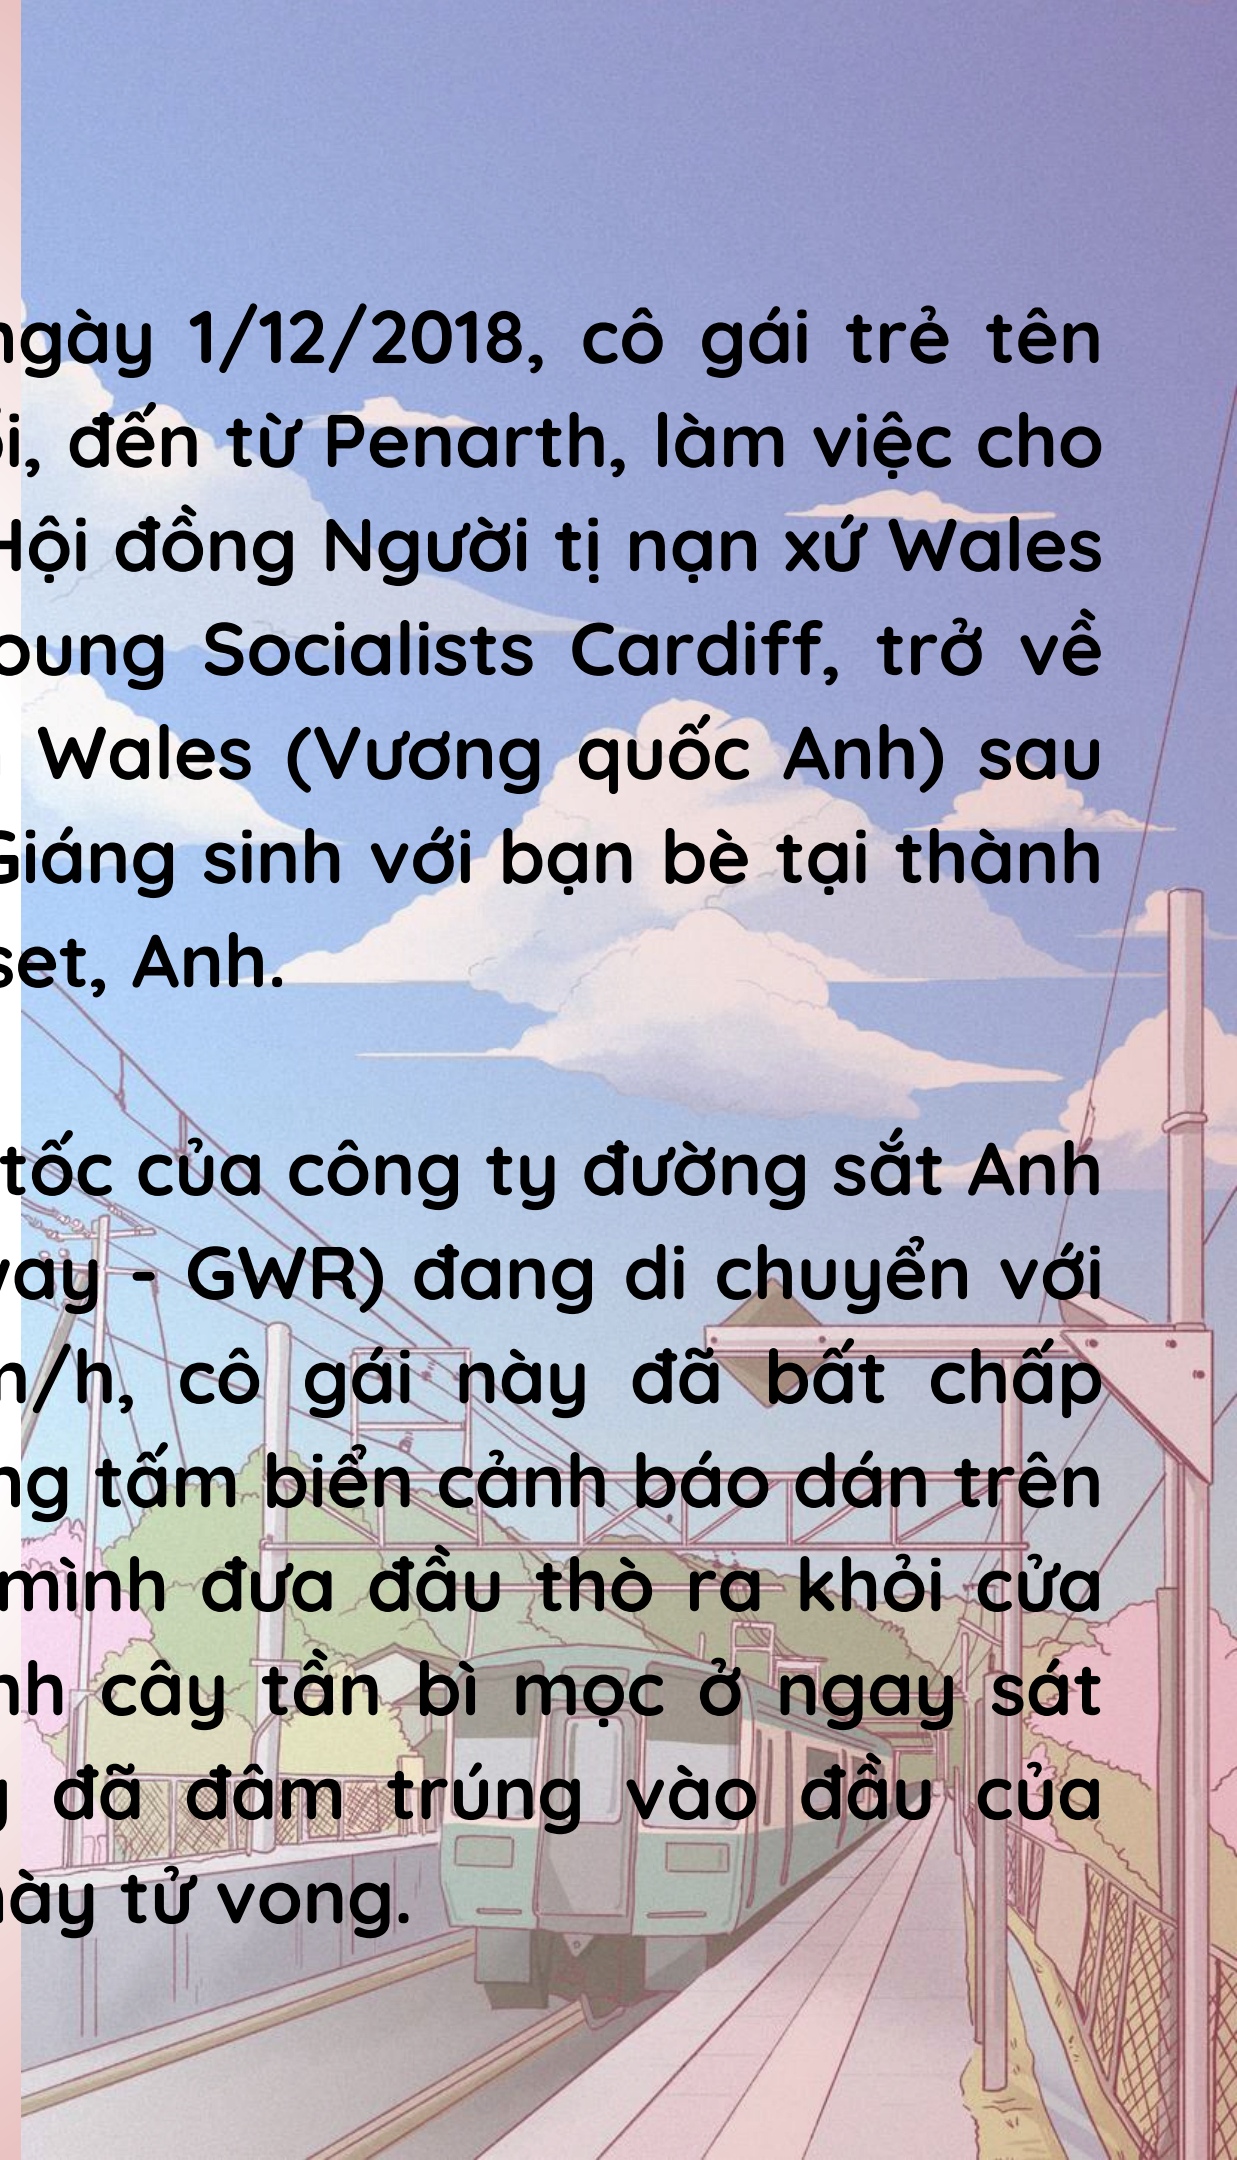 ngày 1/12/2018, cô gái trẻ tên
đến từ Penarth, làm việc cho
Hội đồng Người tị nạn xứ Wales
Socialists Cardiff, trở về
Wales (Vương quốc Anh) sau
Giáng sinh với bạn bè tại thành
set, Anh.
tốc của công ty đường sắt Anh
way - GWR) đang di chuyển với
m/h, cô gái này đã bất chấp
tấm biển cảnh báo dán trên
mình đưa đầu thò ra khỏi cửa
cây tần bì mọc ở ngay sát
đã đâm trúng vào đầu của
này tử vong.